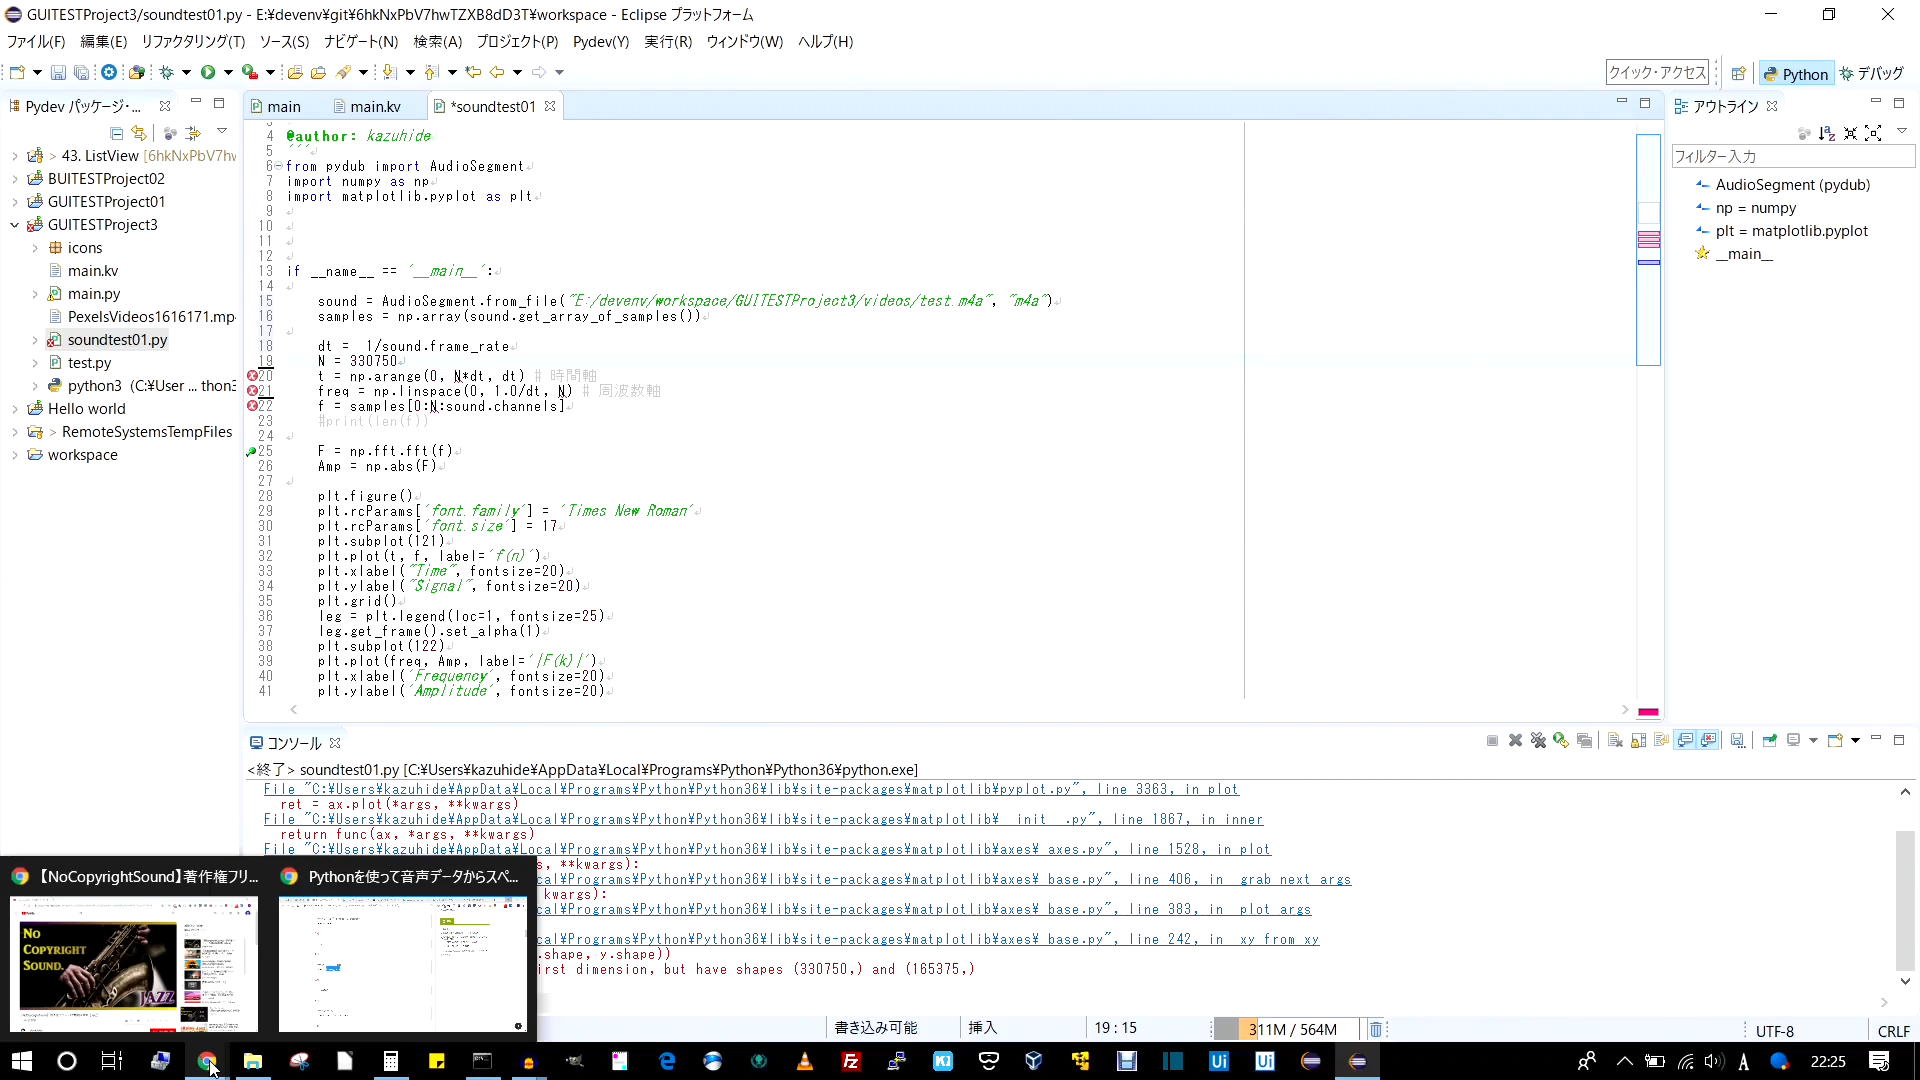 GUITESTProject3/soundtest01.py - E:¥devenv¥git¥6hkNxPbV7hwTZXB8dD3T¥workspace - Eclipse プラットフォーム
ファイル(F) 編集(E) リファクタリング(T) ソース(S) ナビゲート(N) 検索(A) プロジェクト(P) Pydev(Y) 実行(R) ウィンドウ(W) ヘルプ(H)
クイック・アクセス
Python
デバッグ
Pydev パッケージ・...
> 43. ListView [6hkNxPbV7hw
BUITESTProject02
GUITESTProject01
GUITESTProject3
icons
main.kv
main.py
PexelsVideos1616171.mp
soundtest01.py
test.py
python3 (C:¥User ... thon3
Hello world
> RemoteSystemsTempFiles
workspace
main
main.kv
*soundtest01
3
4 @author: kazuhide
5 '''
6 from pydub import AudioSegment
7 import numpy as np
8 import matplotlib.pyplot as plt
9
10
11
12
13 if __name__ == '__main__':
14
15 sound = AudioSegment.from_file("E:/devenv/workspace/GUITESTProject3/videos/test.m4a", "m4a")
16 samples = np.array(sound.get_array_of_samples())
17
18 dt = 1/sound.frame_rate
19 N = 330750
20 t = np.arange(0, N*dt, dt) # 時間軸
21 freq = np.linspace(0, 1.0/dt, N) # 周波数軸
22 f = samples[0:N:sound.channels]
23 #print(len(f))
24
25 F = np.fft.fft(f)
26 Amp = np.abs(F)
27
28 plt.figure()
29 plt.rcParams['font.family'] = 'Times New Roman'
30 plt.rcParams['font.size'] = 17
31 plt.subplot(121)
32 plt.plot(t, f, label='f(n)')
33 plt.xlabel("Time", fontsize=20)
34 plt.ylabel("Signal", fontsize=20)
35 plt.grid()
36 leg = plt.legend(loc=1, fontsize=25)
37 leg.get_frame().set_alpha(1)
38 plt.subplot(122)
39 plt.plot(freq, Amp, label='|F(k)|')
40 plt.xlabel('Frequency', fontsize=20)
41 plt.ylabel('Amplitude', fontsize=20)
アウトライン
フィルター入力
AudioSegment (pydub)
np = numpy
plt = matplotlib.pyplot
__main__
コンソール
<終了> soundtest01.py [C:¥Users¥kazuhide¥AppData¥Local¥Programs¥Python¥Python36¥python.exe]
File "C:¥Users¥kazuhide¥AppData¥Local¥Programs¥Python¥Python36¥lib¥site-packages¥matplotlib¥pyplot.py", line 3363, in plot
ret = ax.plot(*args, **kwargs)
File "C:¥Users¥kazuhide¥AppData¥Local¥Programs¥Python¥Python36¥lib¥site-packages¥matplotlib¥__init__.py", line 1867, in inner
return func(ax, *args, **kwargs)
File "C:¥Users¥kazuhide¥AppData¥Local¥Programs¥Python¥Python36¥lib¥site-packages¥matplotlib¥axes¥_axes.py", line 1528, in plot
s, **kwargs):
cal¥Programs¥Python¥Python36¥lib¥site-packages¥matplotlib¥axes¥_base.py", line 406, in _grab_next_args
kwargs):
cal¥Programs¥Python¥Python36¥lib¥site-packages¥matplotlib¥axes¥_base.py", line 383, in _plot_args
cal¥Programs¥Python¥Python36¥lib¥site-packages¥matplotlib¥axes¥_base.py", line 242, in _xy_from_xy
.shape, y.shape))
irst dimension, but have shapes (330750,) and (165375,)
【NoCopyrightSound】著作権フリ...
Pythonを使って音声データからスペ...
No
Copyright
Sound.
JAZZ
書き込み可能
挿入
19 : 15
311M / 564M
UTF-8
CRLF
Ui
Ui
A
22:25